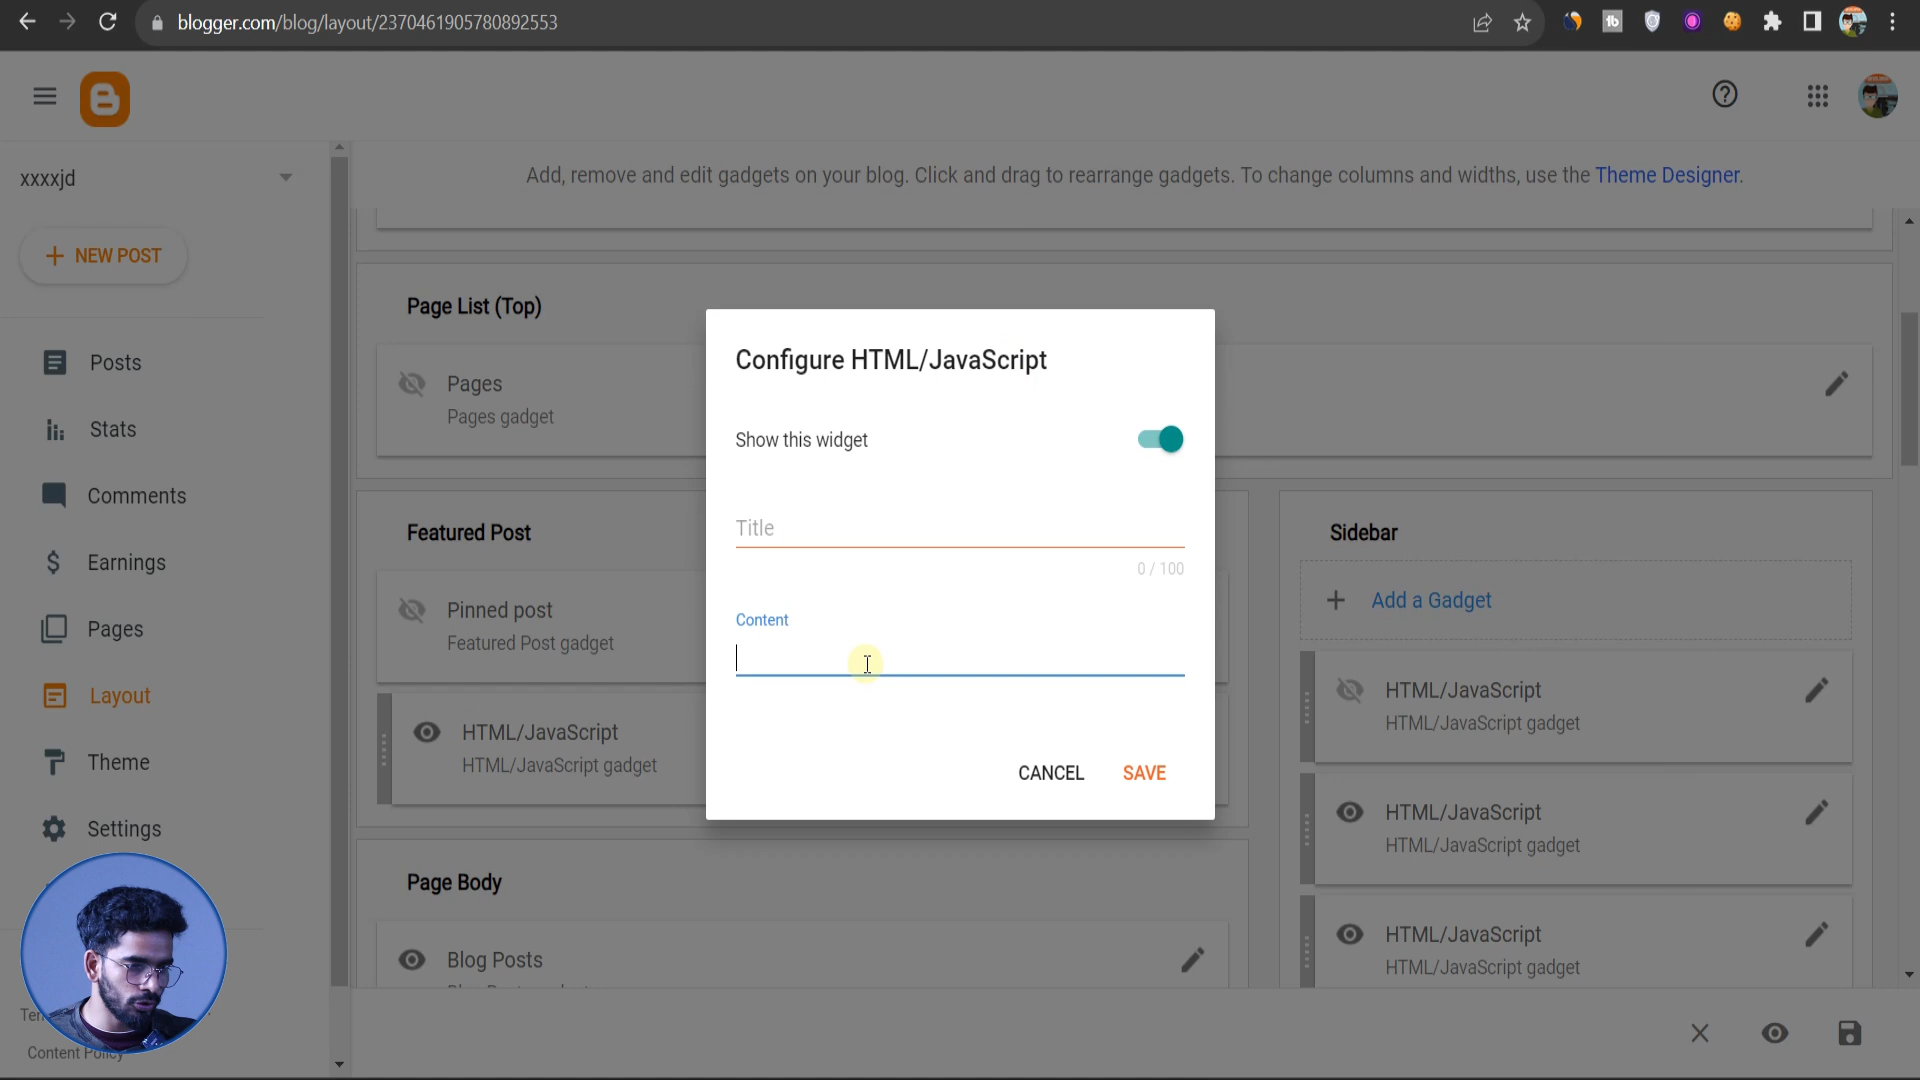 blogger.com/blog/layout/2370461905780892553
xxxxjd
NEW POST
Posts
Stats
Comments
Earnings
Pages
Layout
Theme
Settings
Content Policy
Add, remove and edit gadgets on your blog. Click and drag to rearrange gadgets. To change columns and widths, use the Theme Designer.
Page List (Top)
Pages
Pages gadget
Featured Post
Pinned post
Featured Post gadget
HTML/JavaScript
HTML/JavaScript gadget
Page Body
Blog Posts
Configure HTML/JavaScript
Show this widget
Title
0 / 100
Content
CANCEL
SAVE
Sidebar
Add a Gadget
HTML/JavaScript
HTML/JavaScript gadget
HTML/JavaScript
HTML/JavaScript gadget
HTML/JavaScript
HTML/JavaScript gadget